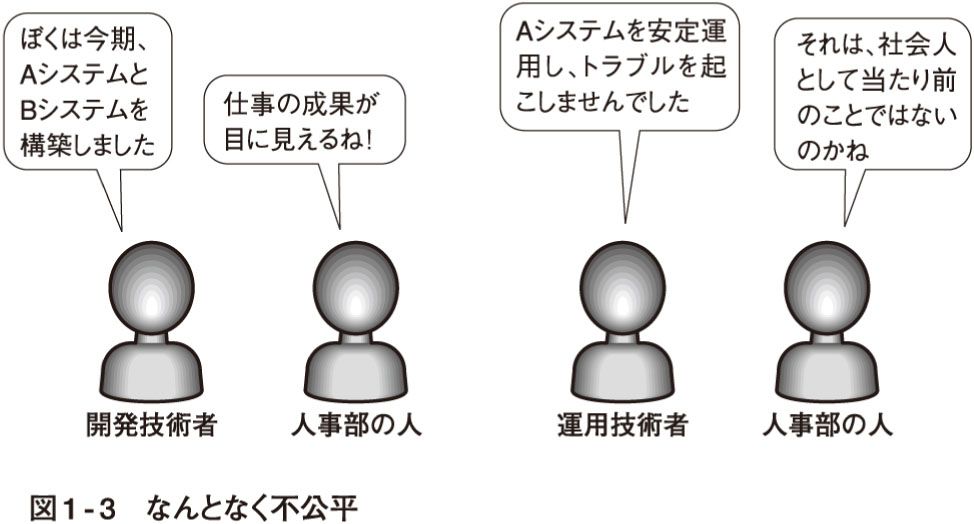 ぼくは今期、
Aシステムと
Bシステムを
構築しました
仕事の成果が
目に見えるね!
Aシステムを安定運
用し、トラブルを起
こしませんでした
それは、社会人
として当たり前
のことではない
のかね
開発技術者
人事部の人
運用技術者
人事部の人
図1-3 なんとなく不公平